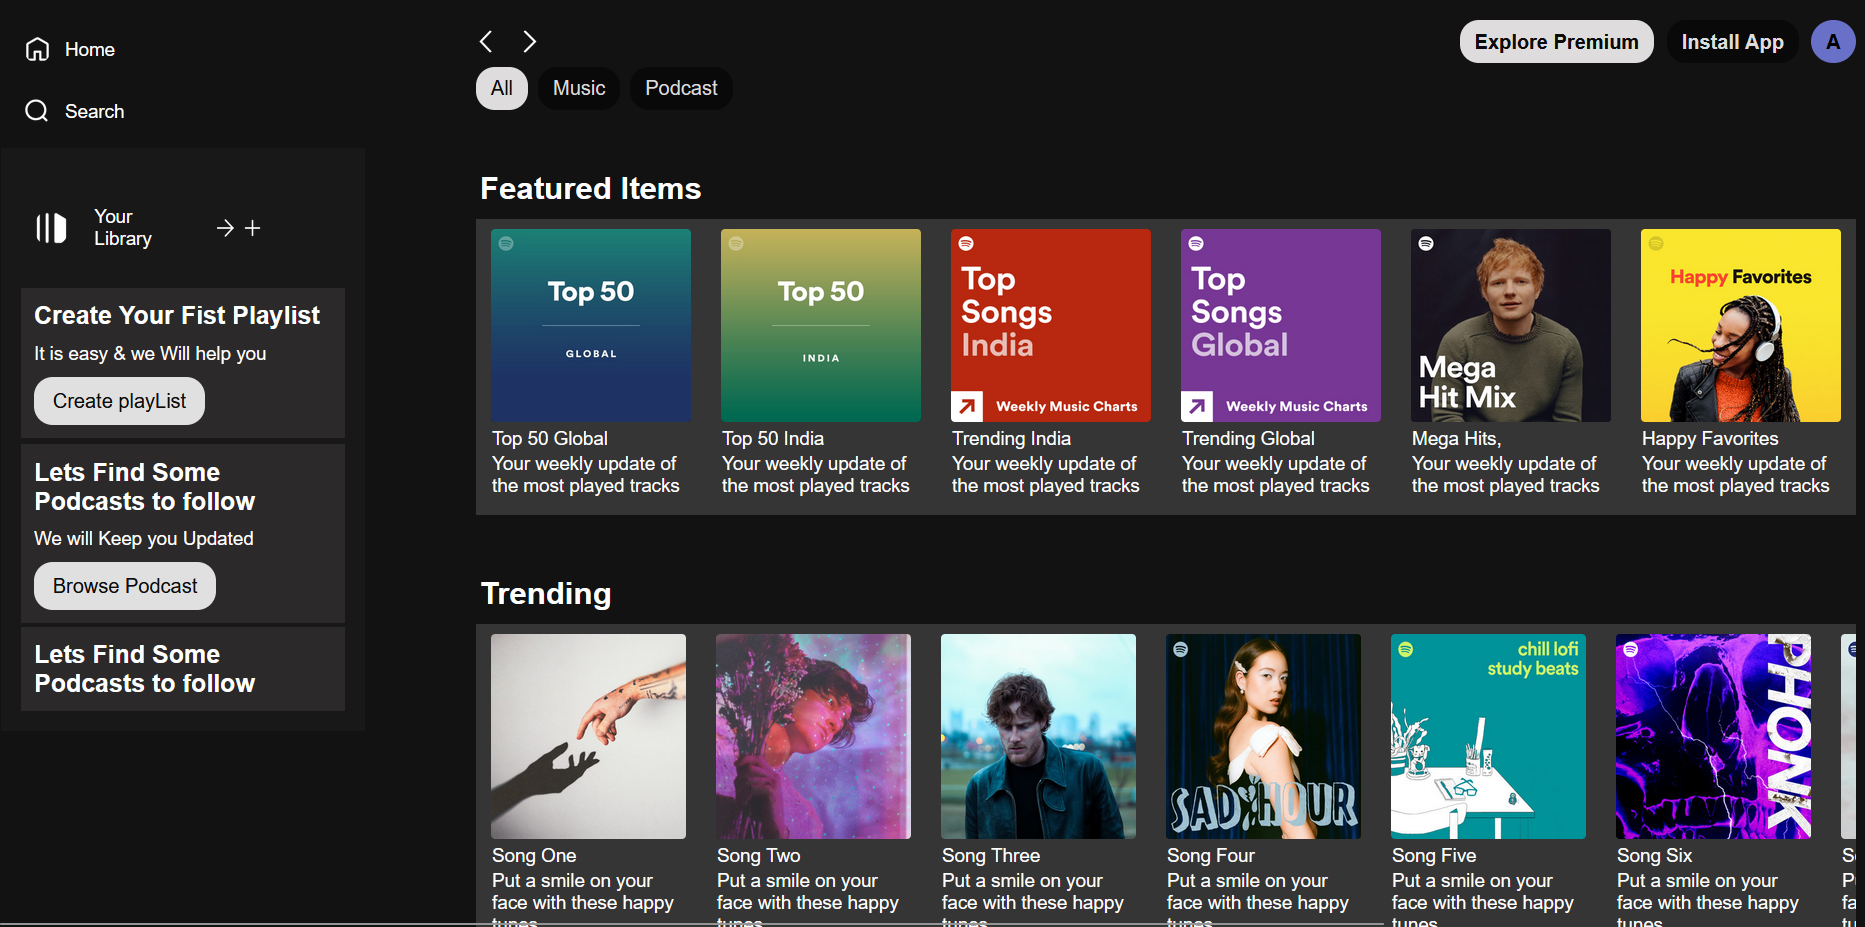 Home
Search
Your
Library
Create Your Fist Playlist
It is easy & we Will help you
Create playList
Lets Find Some
Podcasts to follow
We will Keep you Updated
Browse Podcast
Lets Find Some
Podcasts to follow
Explore Premium
Install App
A
All
Music
Podcast
Featured Items
Top 50
GLOBAL
Top 50 Global
Your weekly update of
the most played tracks
Top 50
INDIA
Top 50 India
Your weekly update of
the most played tracks
Top
Songs
India
Weekly Music Charts
Trending India
Your weekly update of
the most played tracks
Top
Songs
Global
Weekly Music Charts
Trending Global
Your weekly update of
the most played tracks
Mega
Hit Mix
Mega Hits,
Your weekly update of
the most played tracks
Happy Favorites
Happy Favorites
Your weekly update of
the most played tracks
Trending
Song One
Put a smile on your
face with these happy
tunes
Song Two
Put a smile on your
face with these happy
tunes
Song Three
Put a smile on your
face with these happy
tunes
SAD HOUR
Song Four
Put a smile on your
face with these happy
tunes
chill lofi
study beats
Song Five
Put a smile on your
face with these happy
tunes
PHONK
Song Six
Put a smile on your
face with these happy
tunes